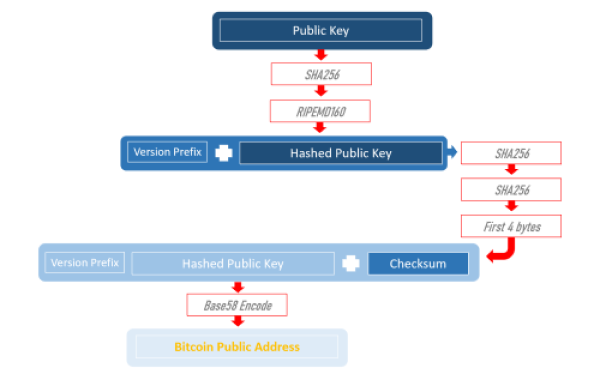 Public Key
SHA256
RIPEMD160
Version Prefix
Hashed Public Key
SHA256
SHA256
First 4 bytes
Version Prefix
Hashed Public Key
Checksum
Base58 Encode
Bitcoin Public Address